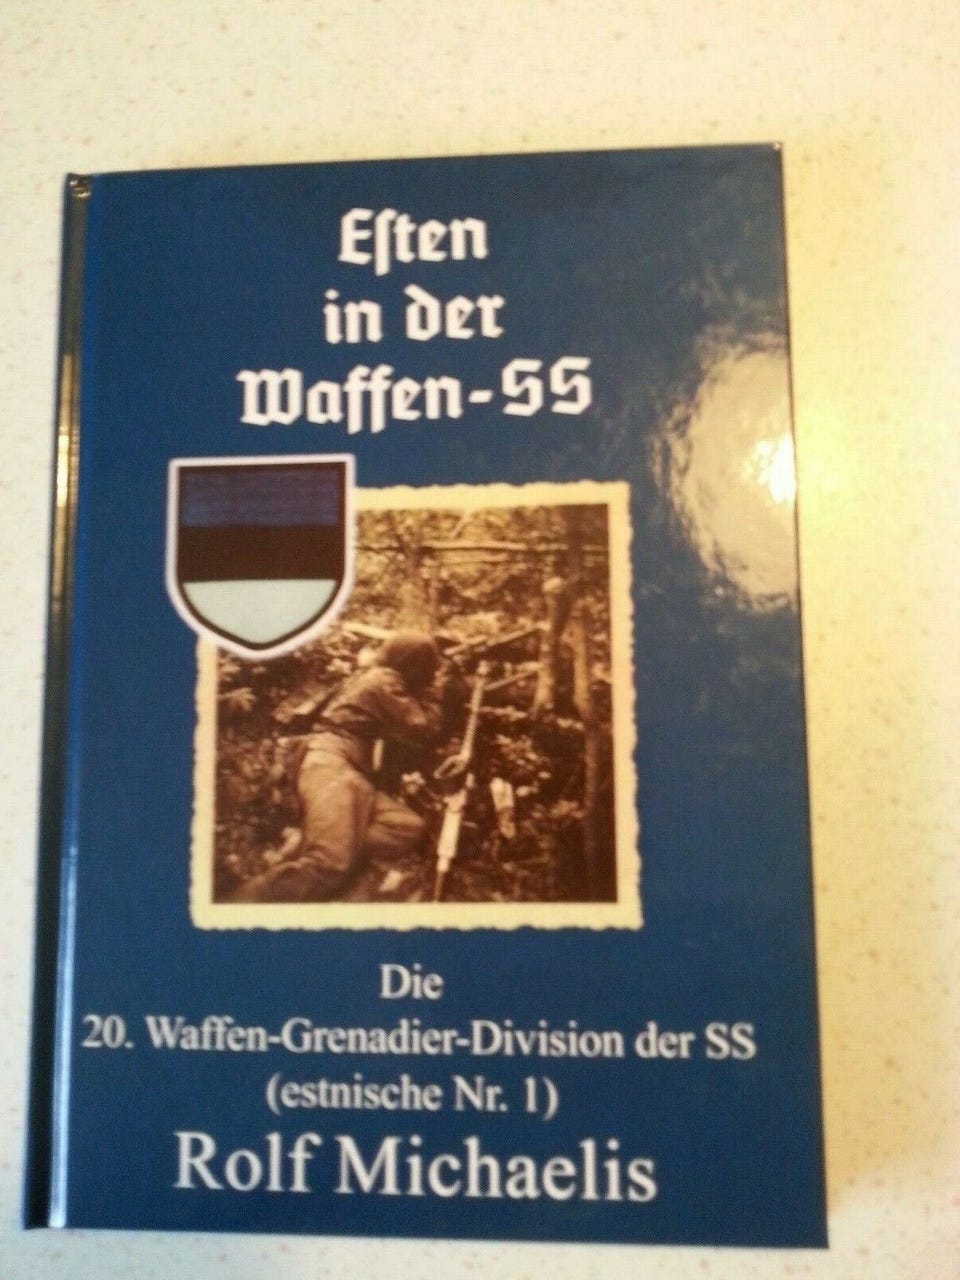 Eſten
in der
Waffen-SS
Die
20. Waffen-Grenadier-Division der SS
(estnische Nr. 1)
Rolf Michaelis